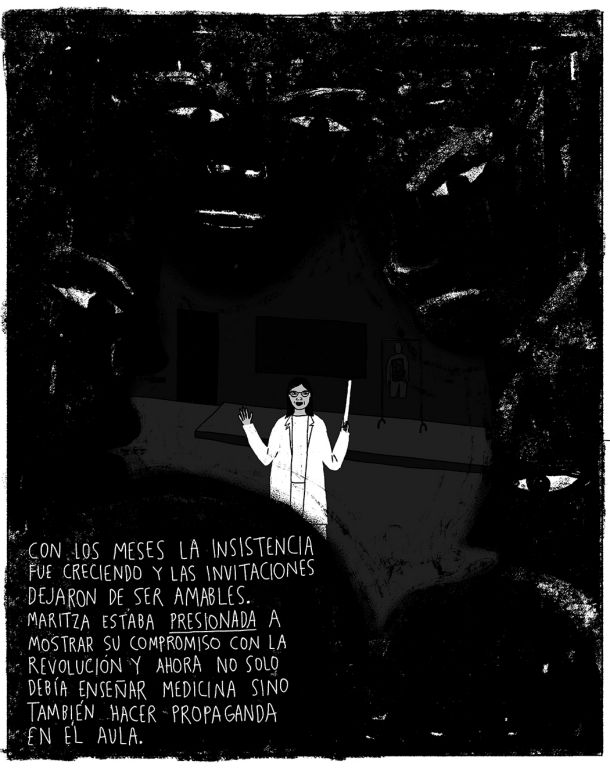 CON LOS MESES LA INSISTENCIA
FUE CRECIENDO Y LAS INVITACIONES
DEJARON DE SER AMABLES.
MARITZA ESTABA PRESIONADA A
MOSTRAR SU COMPROMISO CON LA
REVOLUCIÓN Y AHORA NO SOLO
DEBÍA ENSEÑAR MEDICINA SINO
TAMBIÉN HACER PROPAGANDA
EN EL AULA.